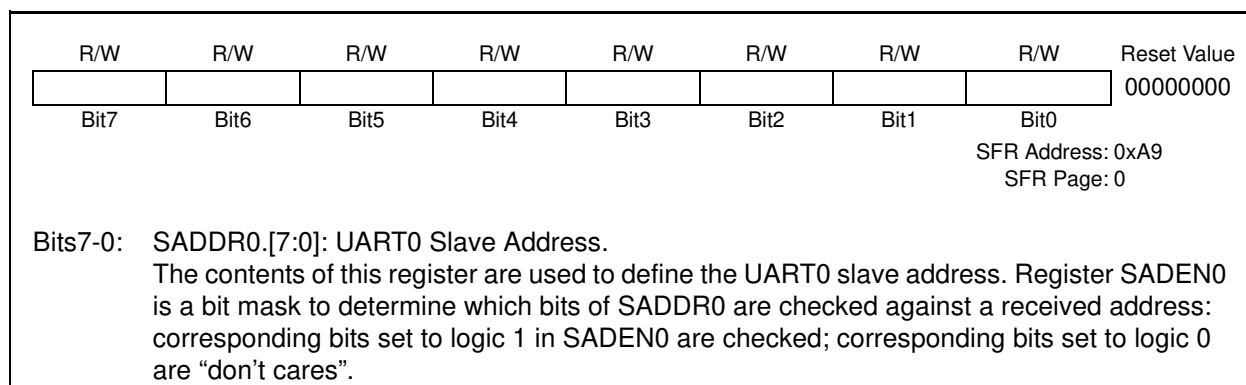 R/W R/W R/W R/W R/W R/W R/W R/W Reset Value
00000000
Bit7 Bit6 Bit5 Bit4 Bit3 Bit2 Bit1 Bit0
SFR Address: 0xA9
SFR Page: 0
Bits7-0: SADDR0.[7:0]: UART0 Slave Address.
The contents of this register are used to define the UART0 slave address. Register SADEN0
is a bit mask to determine which bits of SADDR0 are checked against a received address:
corresponding bits set to logic 1 in SADEN0 are checked; corresponding bits set to logic 0
are “don’t cares”.